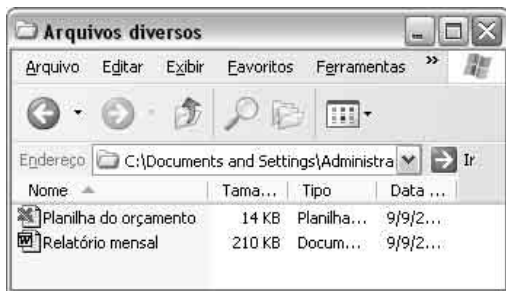 Arquivos diversos
Arquivo Editar Exibir Favoritos Ferramentas »
Endereço C:\Documents and Settings\Administra Ir
Nome Tama... Tipo Data ...
Planilha do orçamento 14 KB Planilha... 9/9/2...
Relatório mensal 210 KB Docum... 9/9/2...